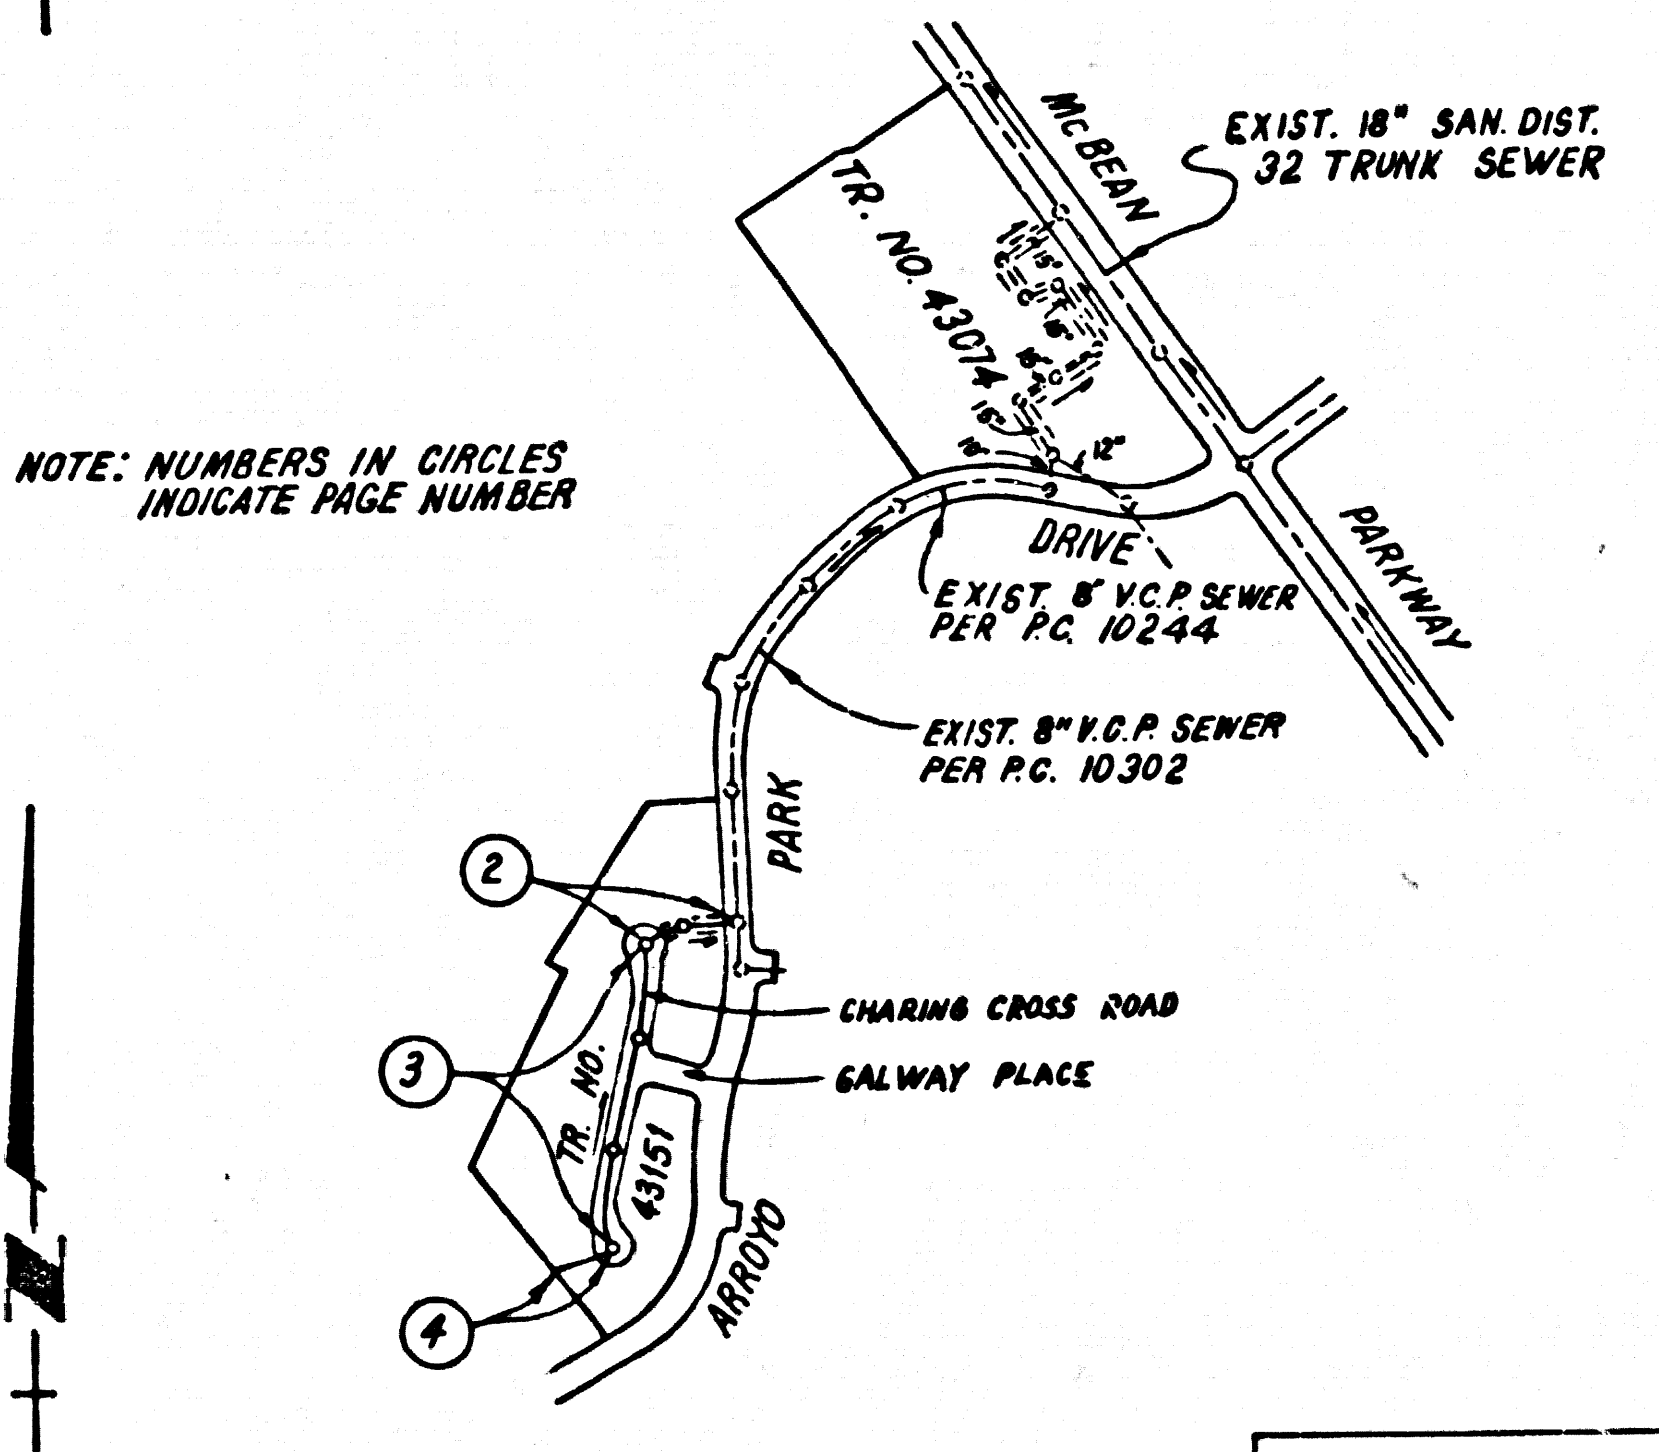 McBEAN
EXIST. 18" SAN. DIST.
32 TRUNK SEWER
TR. NO. 43074
15"
12"
NOTE: NUMBERS IN CIRCLES
INDICATE PAGE NUMBER
DRIVE
PARKWAY
EXIST. 8" V.C.P. SEWER
PER P.C. 10244
EXIST. 8" V.C.P. SEWER
PER P.C. 10302
PARK
2
CHARING CROSS ROAD
3
GALWAY PLACE
TR. NO.
43151
ARROYO
4
N